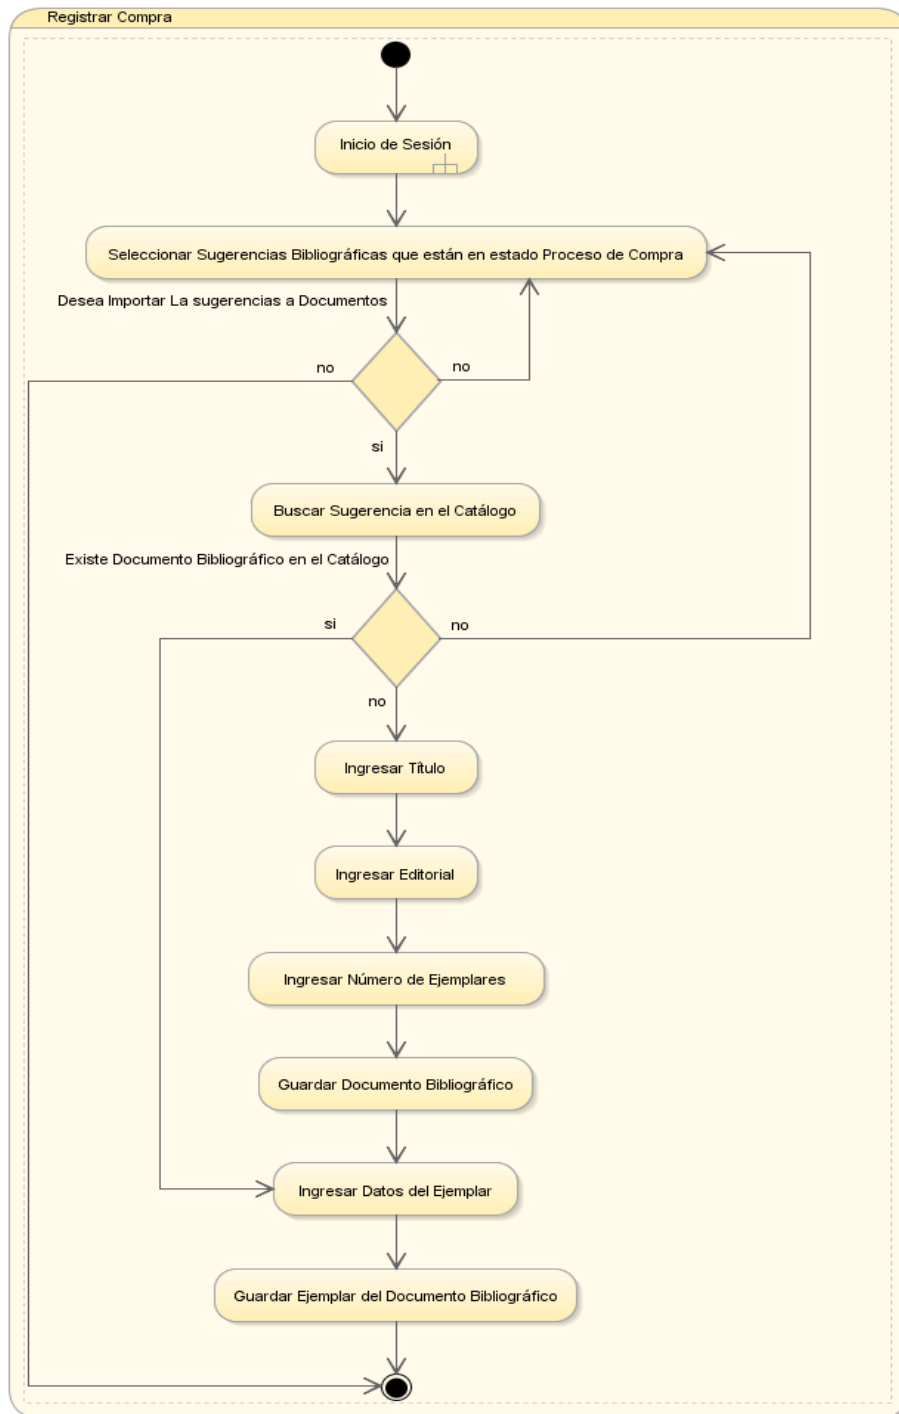 Registrar Compra
Inicio de Sesión
Seleccionar Sugerencias Bibliográficas que están en estado Proceso de Compra
Desea Importar La sugerencias a Documentos
no
no
si
Buscar Sugerencia en el Catálogo
Existe Documento Bibliográfico en el Catálogo
si
no
no
Ingresar Título
Ingresar Editorial
Ingresar Número de Ejemplares
Guardar Documento Bibliográfico
Ingresar Datos del Ejemplar
Guardar Ejemplar del Documento Bibliográfico